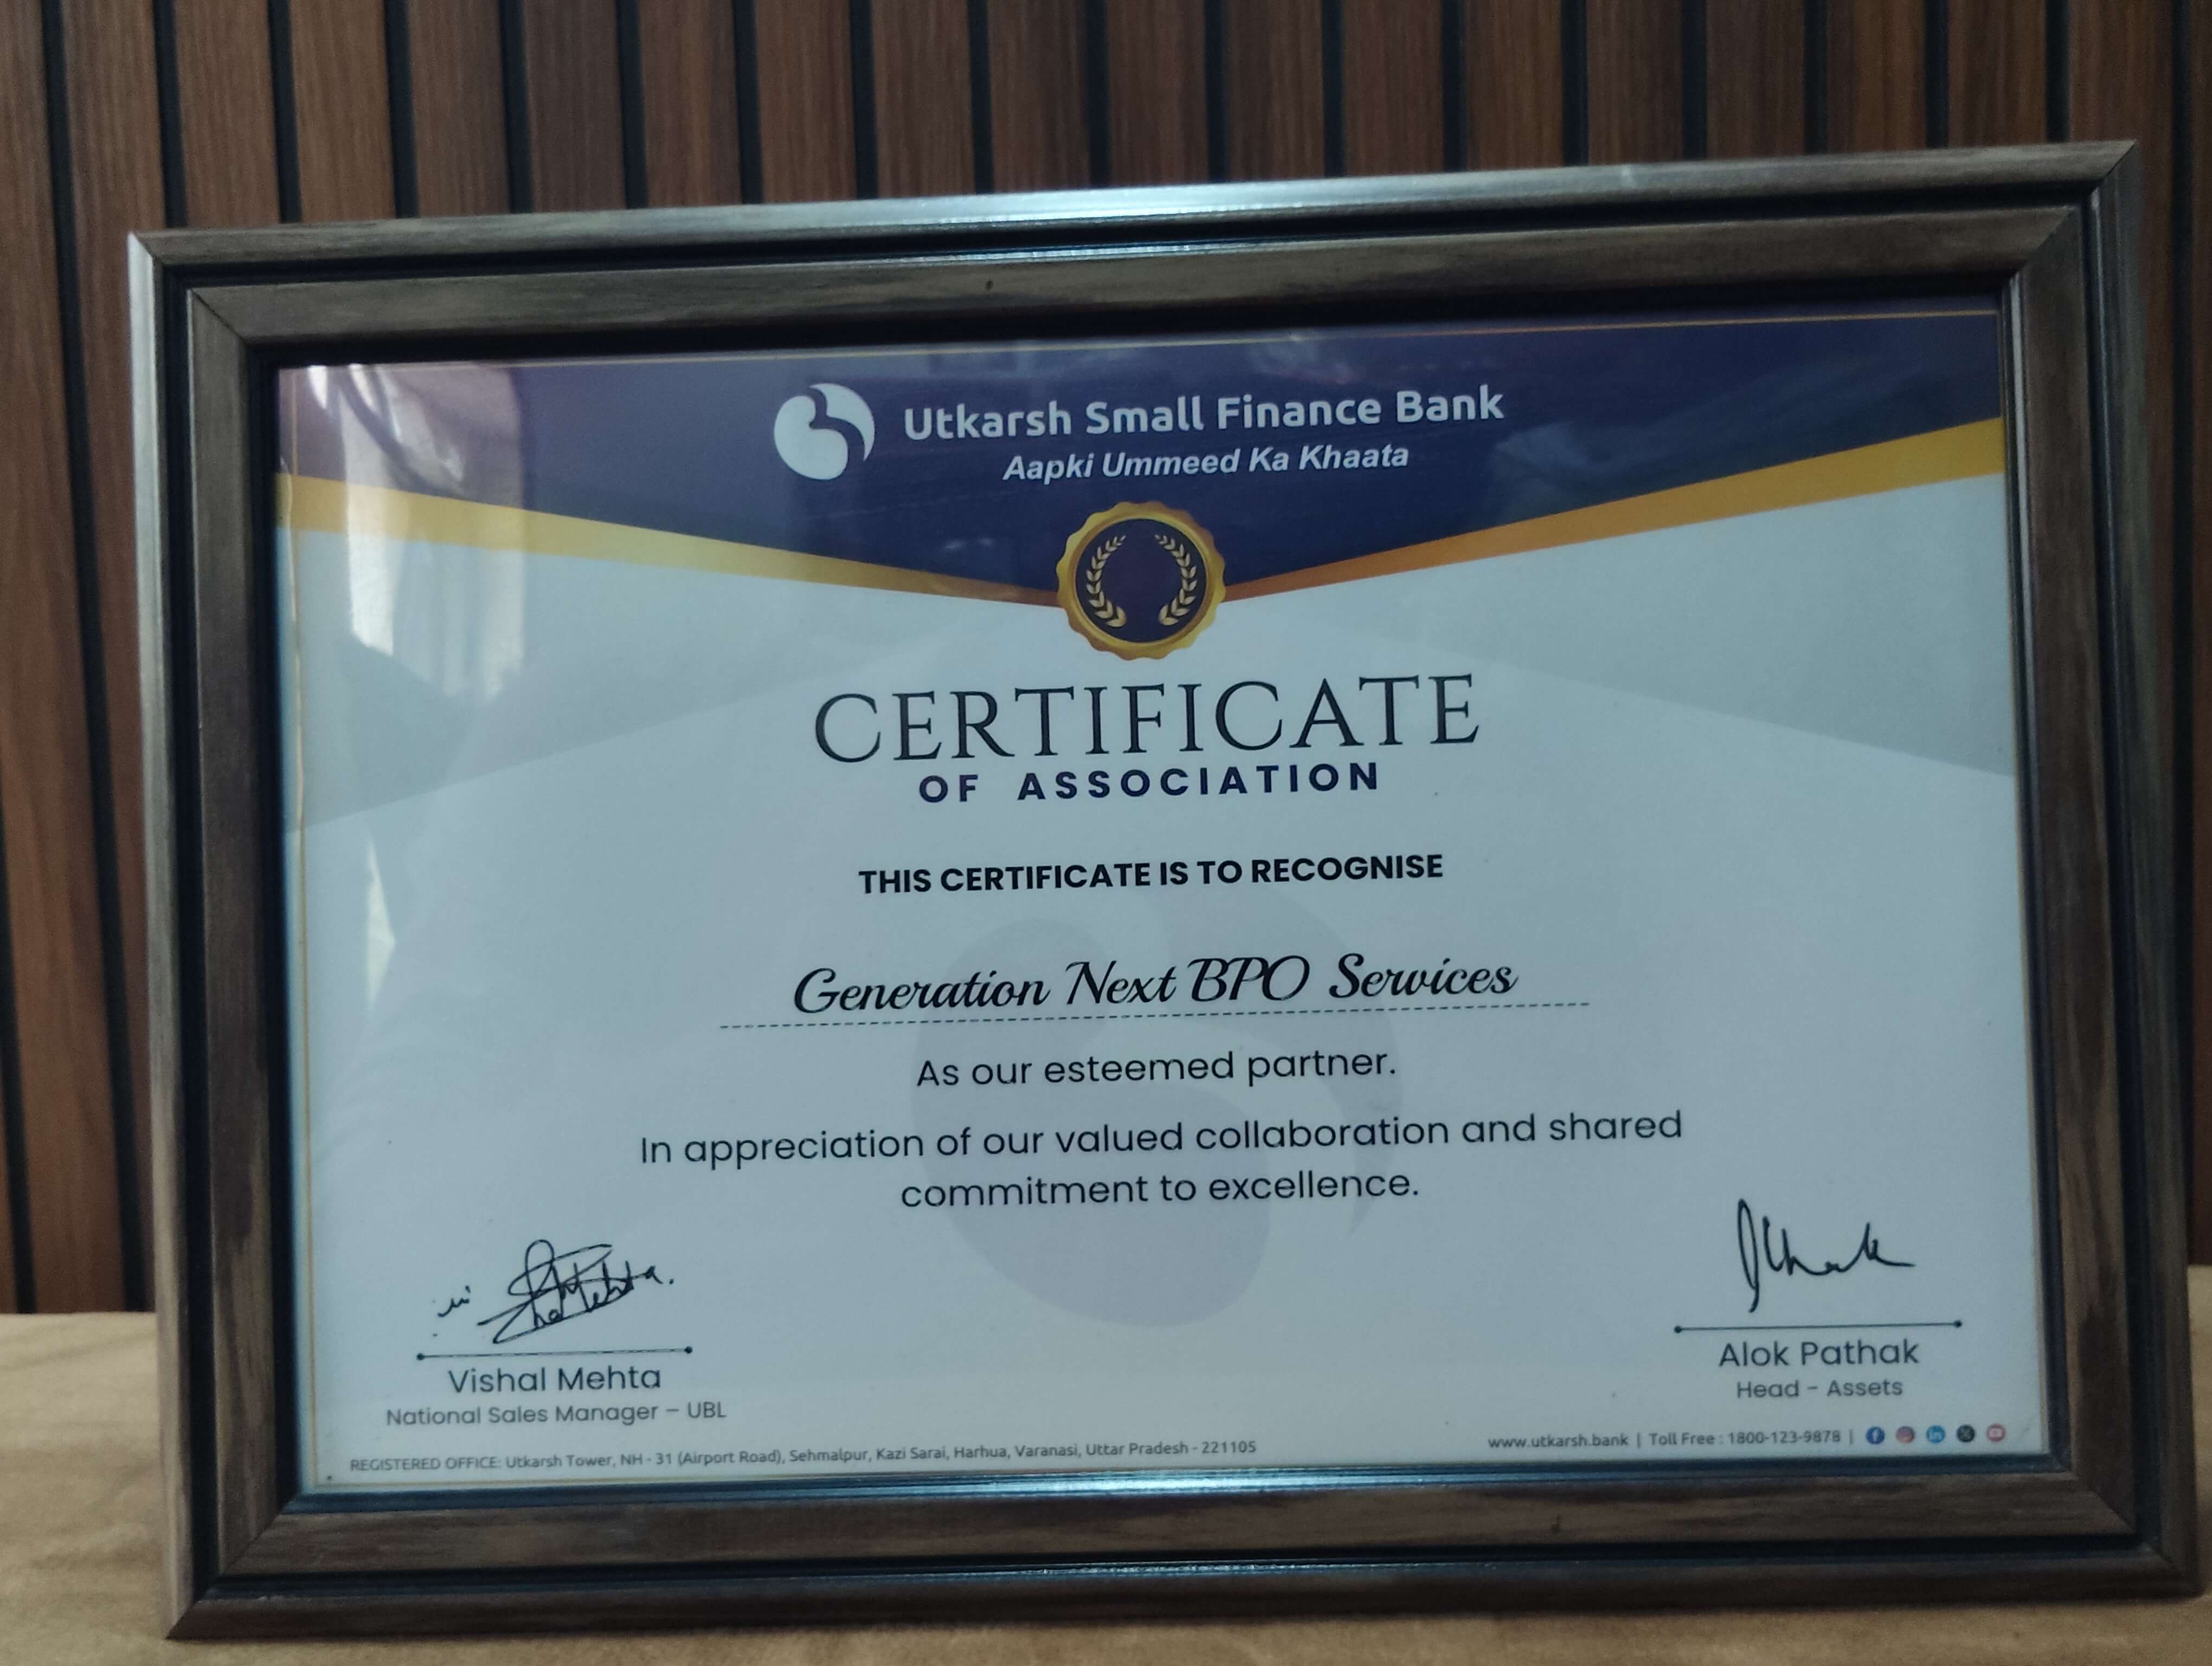 Utkarsh Small Finance Bank
Aapki Ummeed Ka Khaata
CERTIFICATE
OF ASSOCIATION
THIS CERTIFICATE IS TO RECOGNISE
Generation Next BPO Services
As our esteemed partner.
In appreciation of our valued collaboration and shared
commitment to excellence.
Vishal Mehta
National Sales Manager – UBL
Alok Pathak
Head - Assets
REGISTERED OFFICE: Utkarsh Tower, NH - 31 (Airport Road), Sehmalpur, Kazi Sarai, Harhua, Varanasi, Uttar Pradesh - 221105
www.utkarsh.bank | Toll Free : 1800-123-9878 |